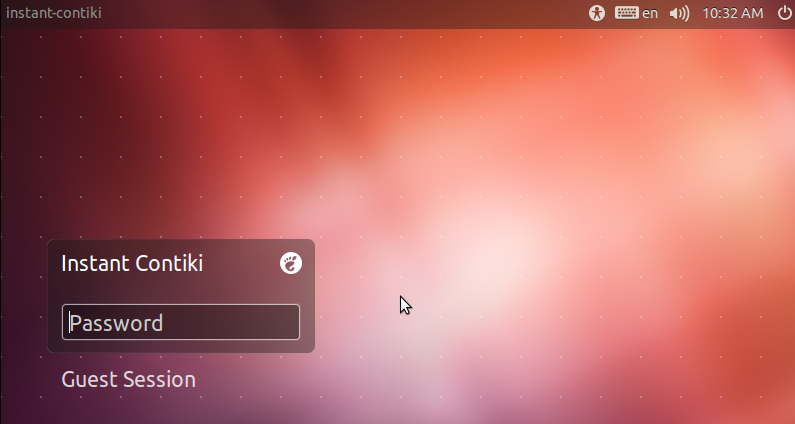 instant-contiki en 10:32 AM
Instant Contiki
Password
Guest Session